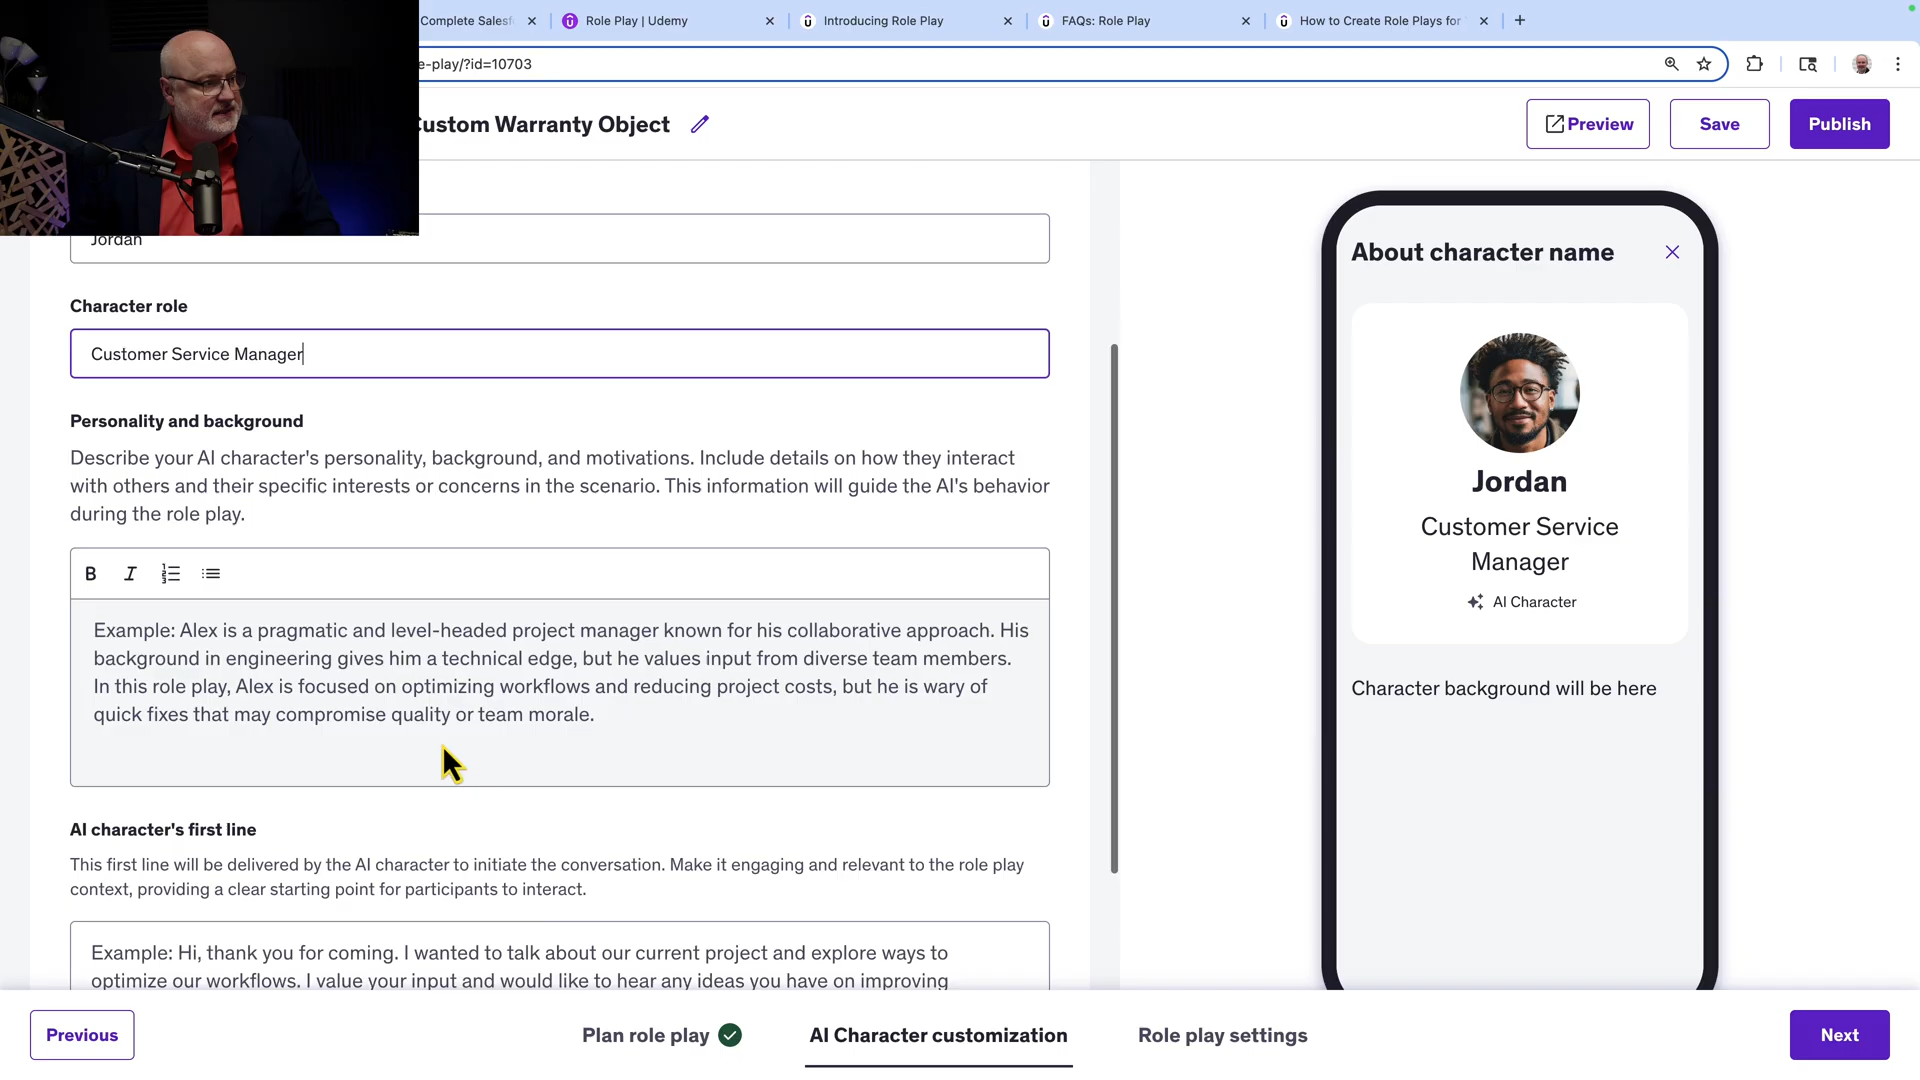 Complete Salesf
Role Play | Udemy
Introducing Role Play
FAQs: Role Play
How to Create Role Plays for
e-play/?id=10703
Custom Warranty Object
Preview
Save
Publish
Jordan
Character role
Customer Service Manager
Personality and background
Describe your AI character's personality, background, and motivations. Include details on how they interact
with others and their specific interests or concerns in the scenario. This information will guide the AI's behavior
during the role play.
B I
Example: Alex is a pragmatic and level-headed project manager known for his collaborative approach. His
background in engineering gives him a technical edge, but he values input from diverse team members.
In this role play, Alex is focused on optimizing workflows and reducing project costs, but he is wary of
quick fixes that may compromise quality or team morale.
AI character's first line
This first line will be delivered by the AI character to initiate the conversation. Make it engaging and relevant to the role play
context, providing a clear starting point for participants to interact.
Example: Hi, thank you for coming. I wanted to talk about our current project and explore ways to
optimize our workflows. I value your input and would like to hear any ideas you have on improving
About character name
Jordan
Customer Service
Manager
AI Character
Character background will be here
Previous
Plan role play
AI Character customization
Role play settings
Next